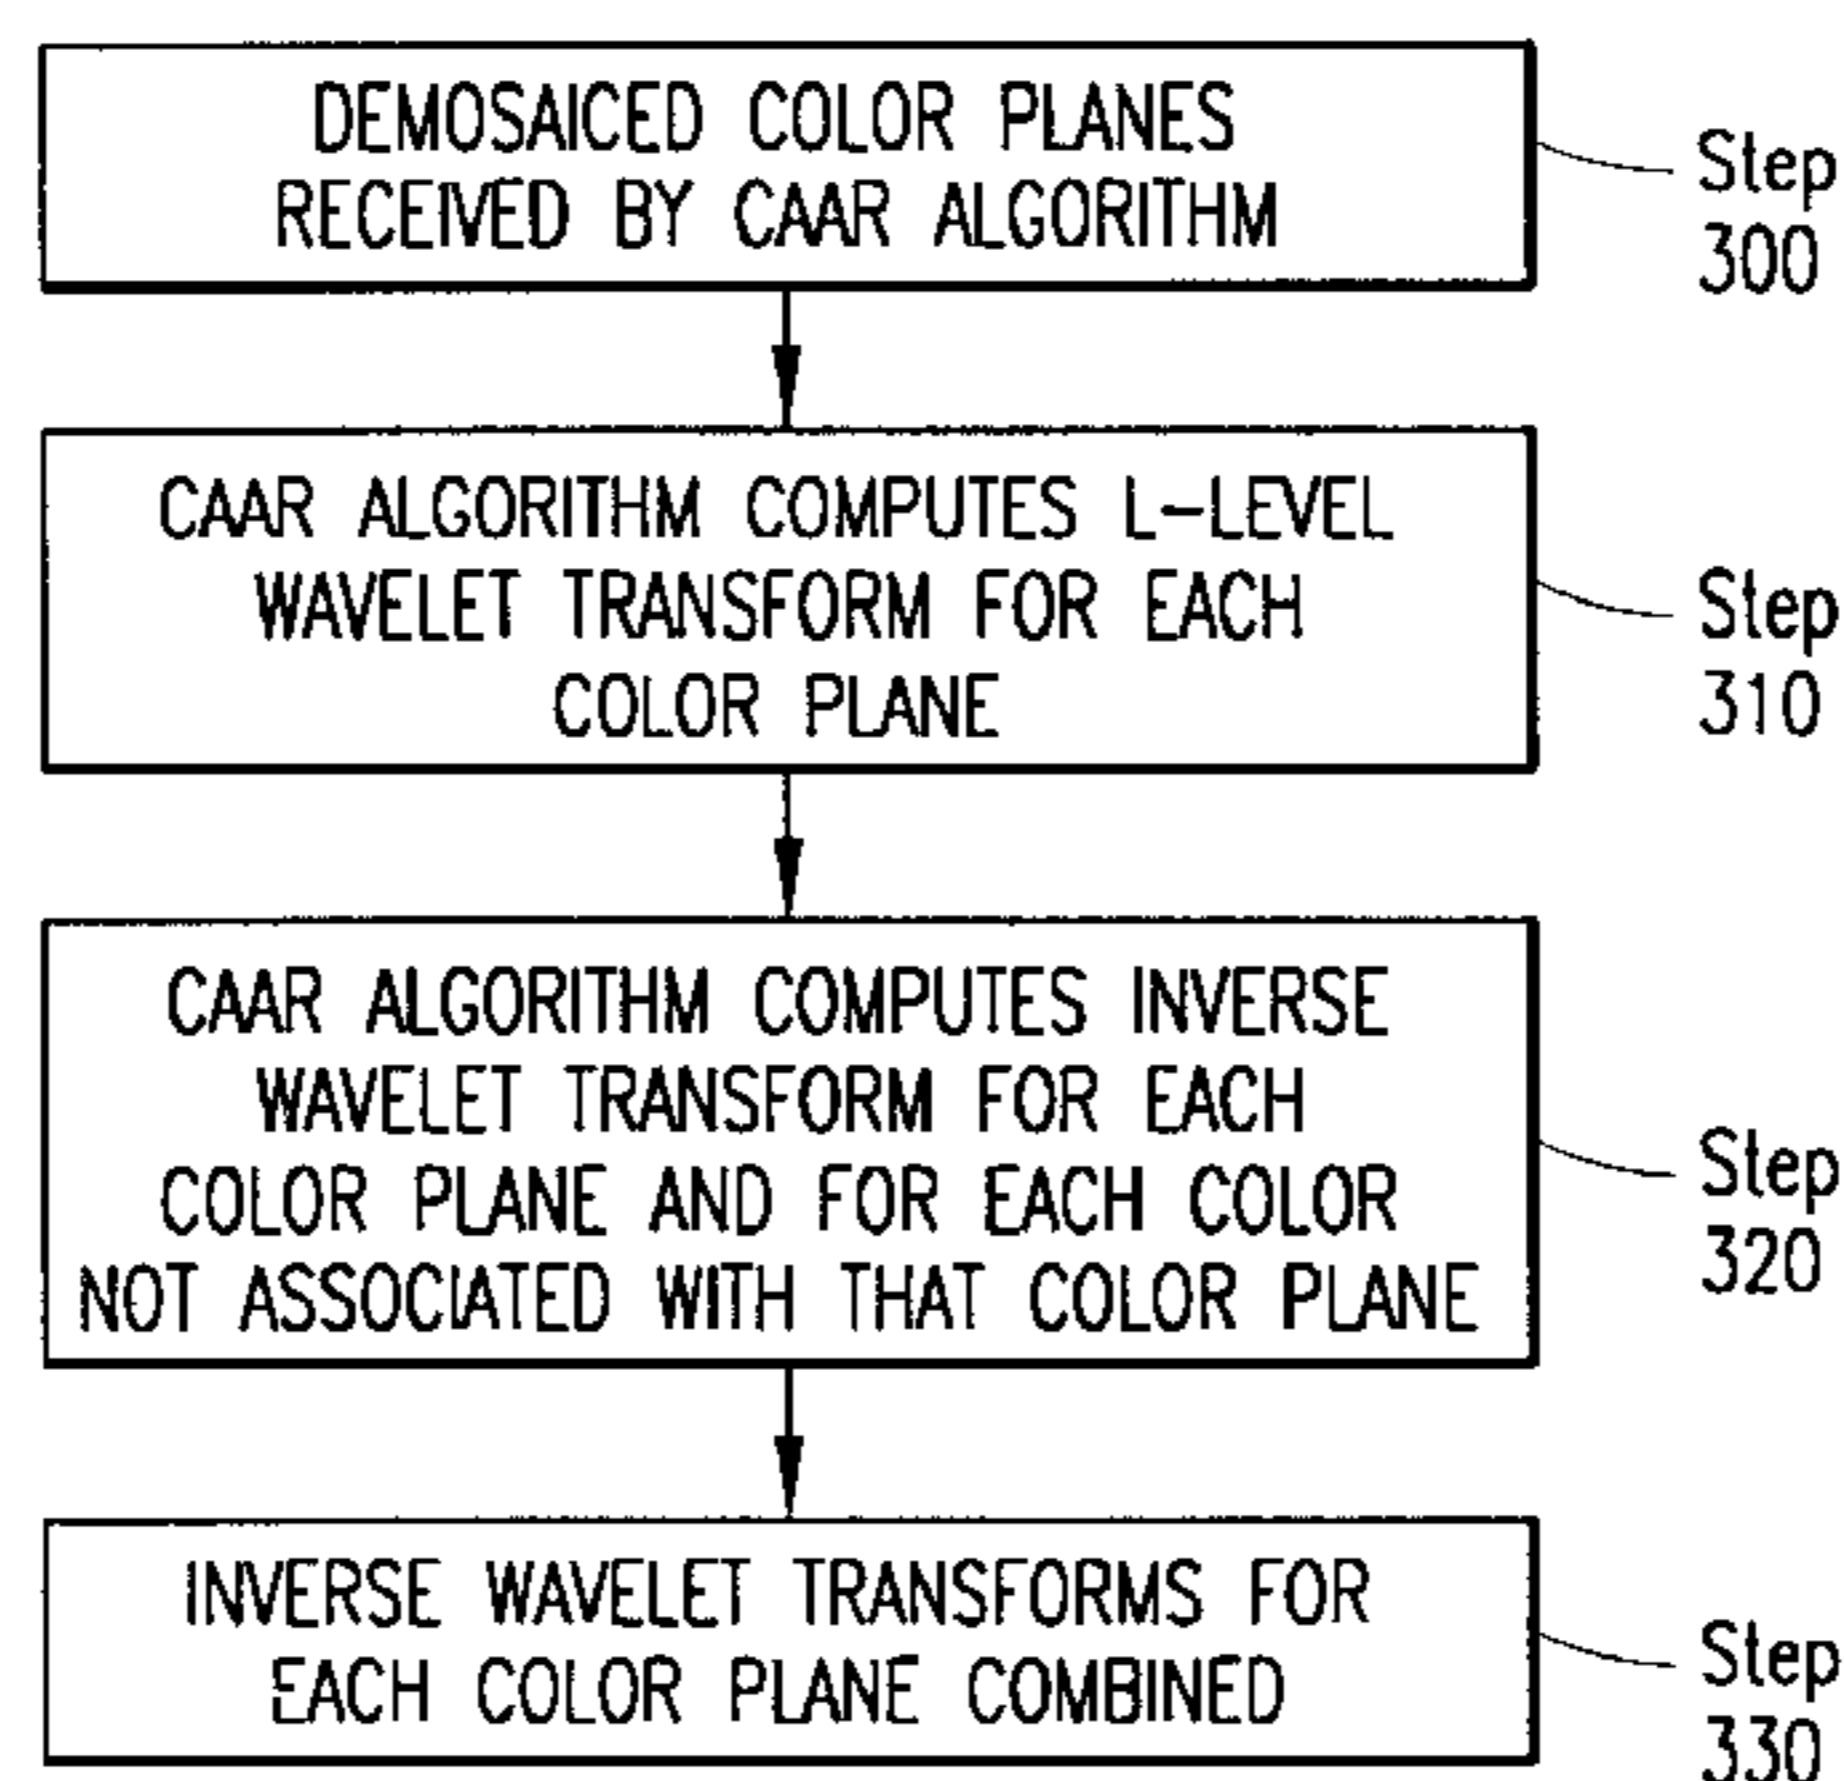 DEMOSAICED COLOR PLANES
RECEIVED BY CAAR ALGORITHM
Step
300
CAAR ALGORITHM COMPUTES L-LEVEL
WAVELET TRANSFORM FOR EACH
COLOR PLANE
Step
310
CAAR ALGORITHM COMPUTES INVERSE
WAVELET TRANSFORM FOR EACH
COLOR PLANE AND FOR EACH COLOR
NOT ASSOCIATED WITH THAT COLOR PLANE
Step
320
INVERSE WAVELET TRANSFORMS FOR
EACH COLOR PLANE COMBINED
Step
330